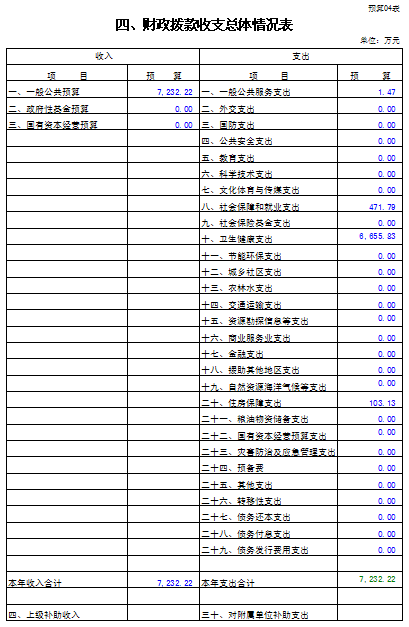 预算04表
四、财政拨款收支总体情况表
单位：万元
收入 支出
项 目 预 算 项 目 预 算
一、一般公共预算 7,232.22 一、一般公共服务支出 1.47
二、政府性基金预算 0.00 二、外交支出 0.00
三、国有资本经营预算 0.00 三、国防支出 0.00
四、公共安全支出 0.00
五、教育支出 0.00
六、科学技术支出 0.00
七、文化体育与传媒支出 0.00
八、社会保障和就业支出 471.79
九、社会保险基金支出 0.00
十、卫生健康支出 6,655.83
十一、节能环保支出 0.00
十二、城乡社区支出 0.00
十三、农林水支出 0.00
十四、交通运输支出 0.00
十五、资源勘探信息等支出 0.00
十六、商业服务业支出 0.00
十七、金融支出 0.00
十八、援助其他地区支出 0.00
十九、自然资源海洋气候等支出 0.00
二十、住房保障支出 103.13
二十一、粮油物资储备支出 0.00
二十二、国有资本经营预算支出 0.00
二十三、灾害防治及应急管理支出 0.00
二十四、预备费 0.00
二十五、其他支出 0.00
二十六、转移性支出 0.00
二十七、债务还本支出 0.00
二十八、债务付息支出 0.00
二十九、债务发行费用支出 0.00
本年收入合计 7,232.22 本年支出合计 7,232.22
四、上级补助收入 三十、对附属单位补助支出